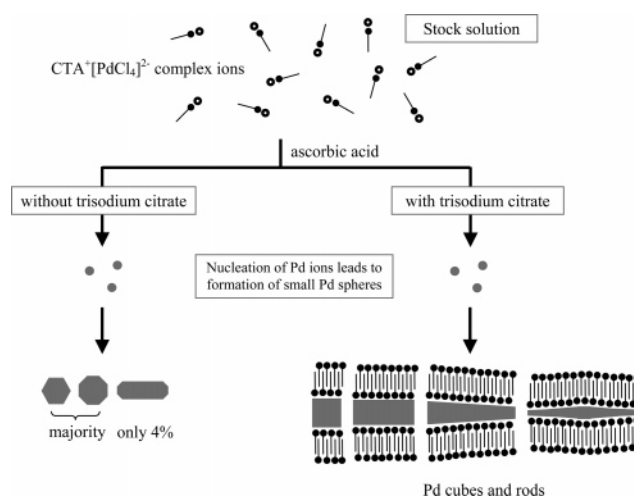 Stock solution
CTA⁺[PdCl₄]²⁻ complex ions
ascorbic acid
without trisodium citrate
with trisodium citrate
Nucleation of Pd ions leads to
formation of small Pd spheres
majority only 4%
Pd cubes and rods